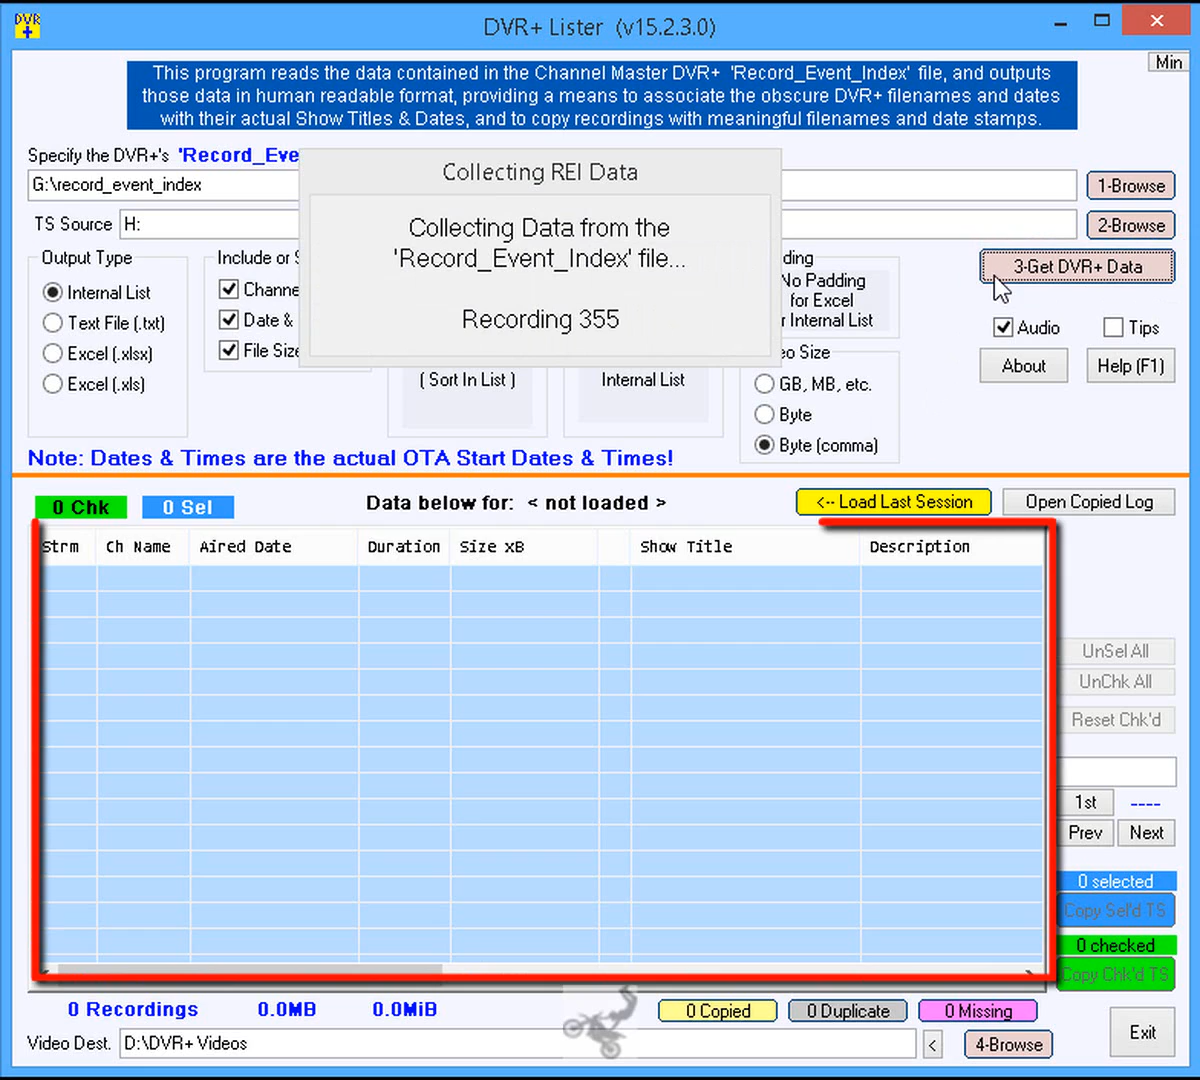 DVR
+
DVR+ Lister (v15.2.3.0)
Min
This program reads the data contained in the Channel Master DVR+ 'Record_Event_Index' file, and outputs
those data in human readable format, providing a means to associate the obscure DVR+ filenames and dates
with their actual Show Titles & Dates, and to copy recordings with meaningful filenames and date stamps.
Specify the DVR+'s 'Record_Eve
G:\record_event_index
1-Browse
TS Source H:
2-Browse
Collecting REI Data
Collecting Data from the
'Record_Event_Index' file...
Recording 355
Output Type
Internal List
Text File (.txt)
Excel (.xlsx)
Excel (.xls)
Include or S
Channe
Date &
File Size
( Sort In List )
Internal List
ding
No Padding
for Excel
r Internal List
eo Size
GB, MB, etc.
Byte
Byte (comma)
3-Get DVR+ Data
Audio
Tips
About
Help (F1)
Note: Dates & Times are the actual OTA Start Dates & Times!
0 Chk
0 Sel
Data below for: < not loaded >
<-- Load Last Session
Open Copied Log
Strm Ch Name Aired Date Duration Size xB Show Title Description
UnSel All
UnChk All
Reset Chk'd
1st ----
Prev Next
0 selected
Copy Sel'd TS
0 checked
Copy Chk'd TS
0 Recordings 0.0MB 0.0MiB
0 Copied
0 Duplicate
0 Missing
Video Dest. D:\DVR+ Videos
<
4-Browse
Exit